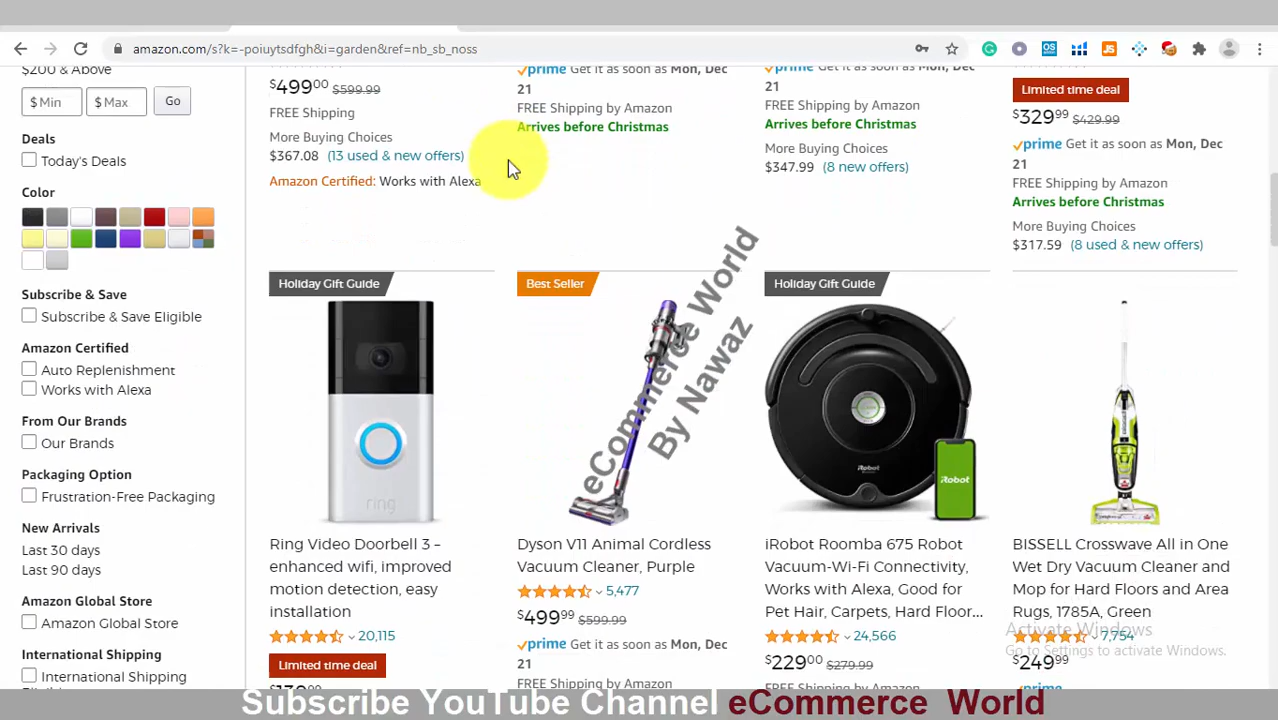 amazon.com/s?k=-poiuytsdfgh&i=garden&ref=nb_sb_noss
$200 & Above
$ Min
$ Max
Go
Deals
Today's Deals
Color
Subscribe & Save
Subscribe & Save Eligible
Amazon Certified
Auto Replenishment
Works with Alexa
From Our Brands
Our Brands
Packaging Option
Frustration-Free Packaging
New Arrivals
Last 30 days
Last 90 days
Amazon Global Store
Amazon Global Store
International Shipping
International Shipping
$499.00 $599.99
FREE Shipping
More Buying Choices
$367.08 (13 used & new offers)
Amazon Certified: Works with Alexa
prime Get it as soon as Mon, Dec
21
FREE Shipping by Amazon
Arrives before Christmas
prime Get it as soon as Mon, Dec
21
FREE Shipping by Amazon
Arrives before Christmas
More Buying Choices
$347.99 (8 new offers)
Limited time deal
$329.99 $429.99
prime Get it as soon as Mon, Dec
21
FREE Shipping by Amazon
Arrives before Christmas
More Buying Choices
$317.59 (8 used & new offers)
Holiday Gift Guide
ring
Ring Video Doorbell 3 –
enhanced wifi, improved
motion detection, easy
installation
20,115
Limited time deal
Best Seller
Dyson V11 Animal Cordless
Vacuum Cleaner, Purple
5,477
$499.99 $599.99
prime Get it as soon as Mon, Dec
21
FREE Shipping by Amazon
Holiday Gift Guide
iRobot
iRobot
iRobot Roomba 675 Robot
Vacuum-Wi-Fi Connectivity,
Works with Alexa, Good for
Pet Hair, Carpets, Hard Floor...
24,566
$229.00 $279.99
FREE Shipping by Amazon
BISSELL Crosswave All in One
Wet Dry Vacuum Cleaner and
Mop for Hard Floors and Area
Rugs, 1785A, Green
7,754
$249.99
prime
eCommerce World
By Nawaz
Activate Windows
Go to Settings to activate Windows.
Subscribe YouTube Channel eCommerce World